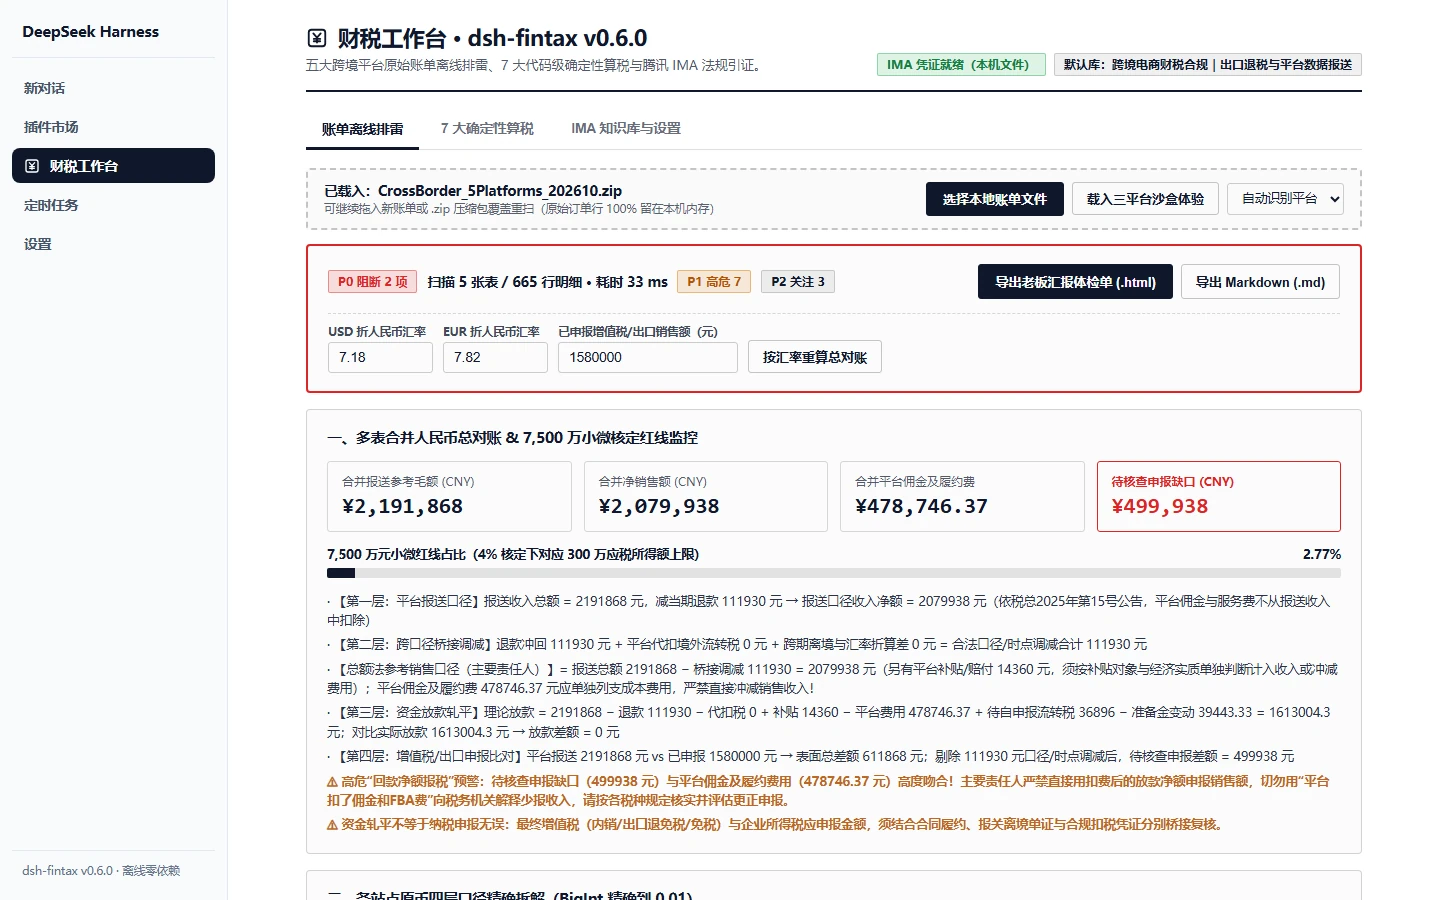 DeepSeek Harness
新对话
插件市场
财税工作台
定时任务
设置
dsh-fintax v0.6.0 · 离线零依赖
财税工作台 • dsh-fintax v0.6.0
五大跨境平台原始账单离线排雷、7 大代码级确定性算税与腾讯 IMA 法规引证。
IMA 凭证就绪（本机文件）
默认库：跨境电商财税合规 | 出口退税与平台数据报送
账单离线排雷
7 大确定性算税
IMA 知识库与设置
已载入：CrossBorder_5Platforms_202610.zip
可继续拖入新账单或 .zip 压缩包覆盖重扫（原始订单行 100% 留在本机内存）
选择本地账单文件
载入三平台沙盒体验
自动识别平台
P0 阻断 2 项
扫描 5 张表 / 665 行明细 • 耗时 33 ms
P1 高危 7
P2 关注 3
导出老板汇报体检单 (.html)
导出 Markdown (.md)
USD 折人民币汇率
EUR 折人民币汇率
已申报增值税/出口销售额（元）
7.18
7.82
1580000
按汇率重算总对账
一、多表合并人民币总对账 & 7,500 万小微核定红线监控
合并报送参考毛额 (CNY)
¥2,191,868
合并净销售额 (CNY)
¥2,079,938
合并平台佣金及履约费
¥478,746.37
待核查申报缺口 (CNY)
¥499,938
7,500 万元小微红线占比（4% 核定下对应 300 万应税所得额上限）
2.77%
· 【第一层：平台报送口径】报送收入总额 = 2191868 元，减当期退款 111930 元 → 报送口径收入净额 = 2079938 元（依税总2025年第15号公告，平台佣金与服务费不从报送收入
中扣除）
· 【第二层：跨口径桥接调减】退款冲回 111930 元 + 平台代扣境外流转税 0 元 + 跨期离境与汇率折算差 0 元 = 合法口径/时点调减合计 111930 元
· 【总额法参考销售口径（主要责任人）】= 报送总额 2191868 − 桥接调减 111930 = 2079938 元（另有平台补贴/赔付 14360 元，须按补贴对象与经济实质单独判断计入收入或冲减
费用）；平台佣金及履约费 478746.37 元应单独列支成本费用，严禁直接冲减销售收入！
· 【第三层：资金放款轧平】理论放款 = 2191868 − 退款 111930 − 代扣税 0 + 补贴 14360 − 平台费用 478746.37 + 待自申报流转税 36896 − 准备金变动 39443.33 = 1613004.3
元；对比实际放款 1613004.3 元 → 放款差额 = 0 元
· 【第四层：增值税/出口申报比对】平台报送 2191868 元 vs 已申报 1580000 元 → 表面总差额 611868 元；剔除 111930 元口径/时点调减后，待核查申报差额 = 499938 元
⚠ 高危“回款净额报税”预警：待核查申报缺口（499938 元）与平台佣金及履约费用（478746.37 元）高度吻合！主要责任人严禁直接用扣费后的放款净额申报销售额，切勿用“平台
扣了佣金和FBA费”向税务机关解释少报收入，请按各税种规定核实并评估更正申报。
⚠ 资金轧平不等于纳税申报无误：最终增值税（内销/出口退免税/免税）与企业所得税应申报金额，须结合合同履约、报关离境单证与合规扣税凭证分别桥接复核。
二、各站点原币四层口径精确拆解（BigInt 精确到 0.01）